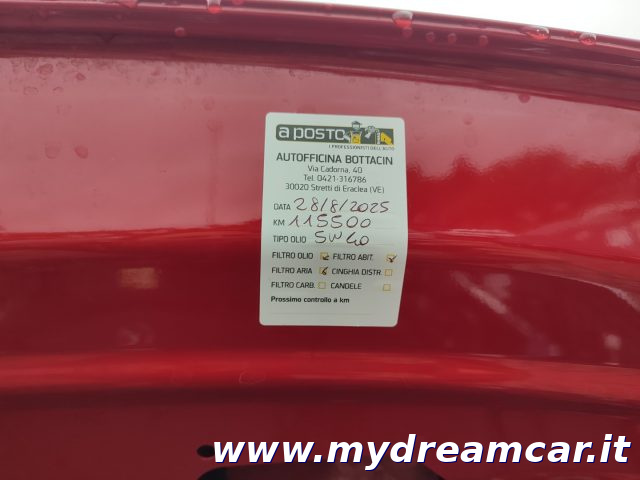 a posto
I PROFESSIONISTI DELL'AUTO
AUTOFFICINA BOTTACIN
Via Cadorna, 40
Tel. 0421-316786
30020 Stretti di Eraclea (VE)
DATA 28/8/2025
KM 115500
TIPO OLIO 5W40
FILTRO OLIO FILTRO ABIT.
FILTRO ARIA CINGHIA DISTR.
FILTRO CARB. CANDELE
Prossimo controllo a km
www.mydreamcar.it